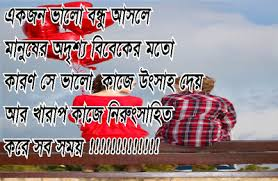 একজন ভালো বন্ধু আসলে
মানুষের অদৃশ্য বিবেকের মতো
কারণ সে ভালো কাজে উৎসাহ দেয়
আর খারাপ কাজে নিরুৎসাহিত
করে সব সময় !!!!!!!!!!!!!